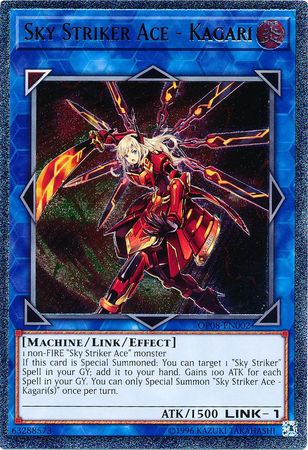 Sky Striker Ace - Kagari
OP08-EN002
[Machine/Link/Effect]
1 non-FIRE "Sky Striker Ace" monster
If this card is Special Summoned: You can target 1 "Sky Striker"
Spell in your GY; add it to your hand. Gains 100 ATK for each
Spell in your GY. You can only Special Summon "Sky Striker Ace -
Kagari(s)" once per turn.
ATK/1500 LINK-1
63288573 ©1996 KAZUKI TAKAHASHI